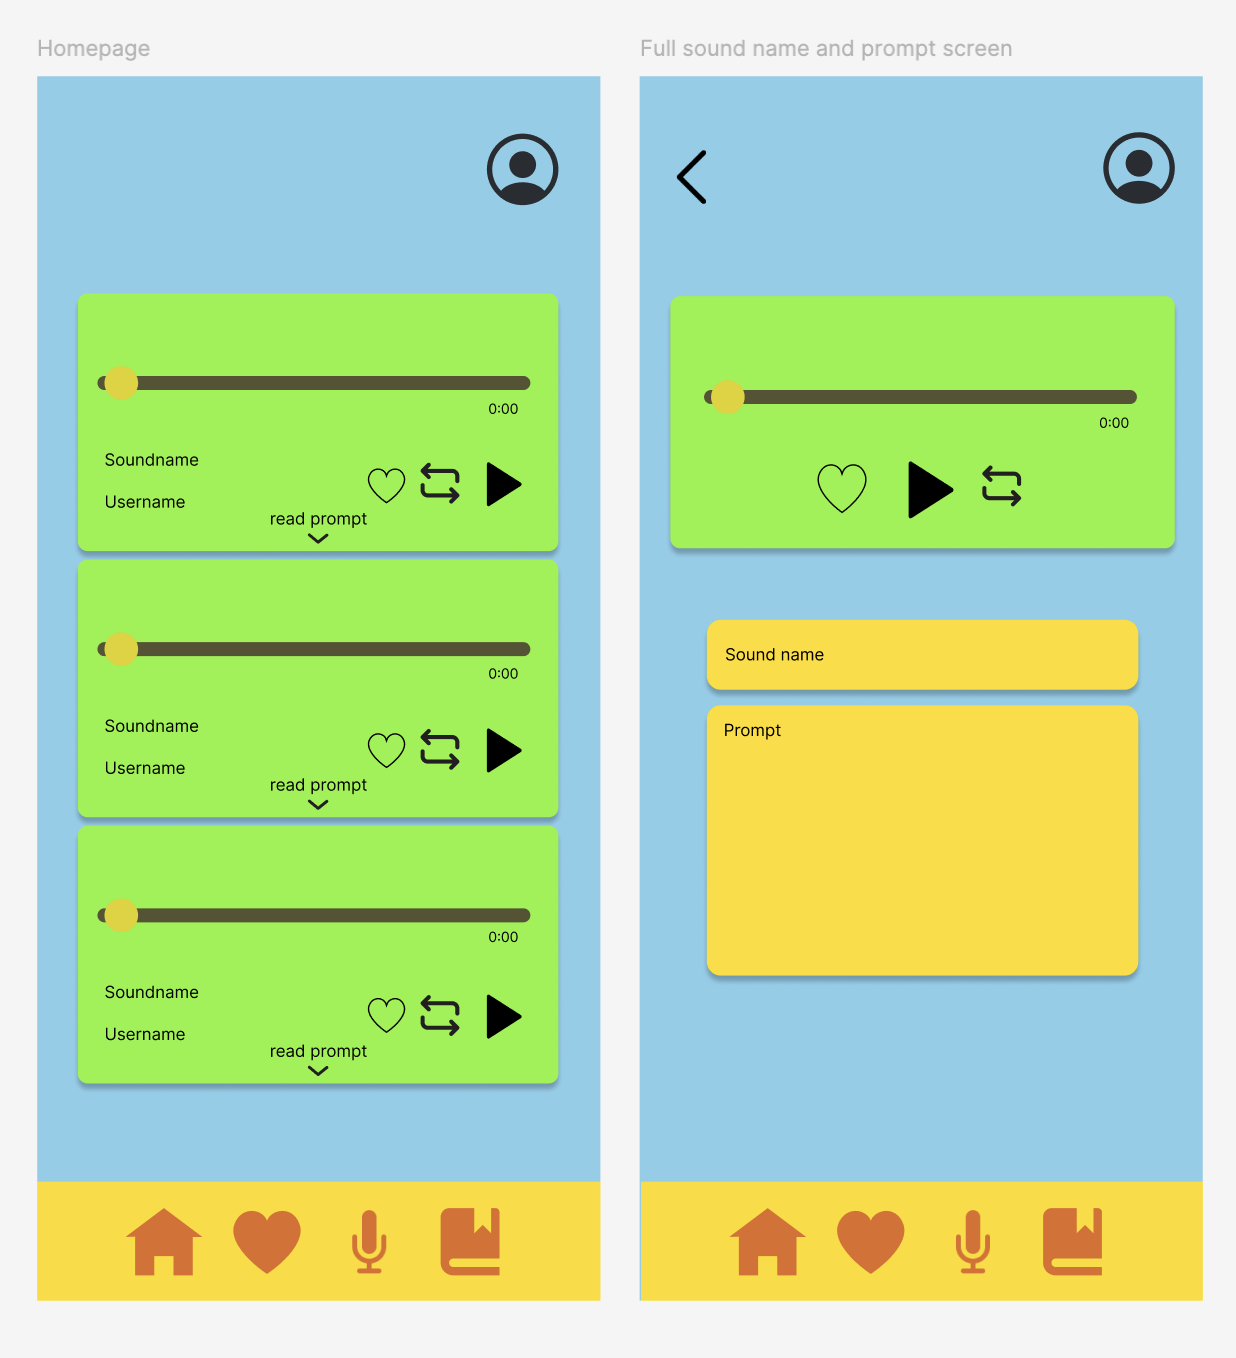 Homepage
0:00
Soundname
Username
read prompt
0:00
Soundname
Username
read prompt
0:00
Soundname
Username
read prompt
Full sound name and prompt screen
0:00
Sound name
Prompt